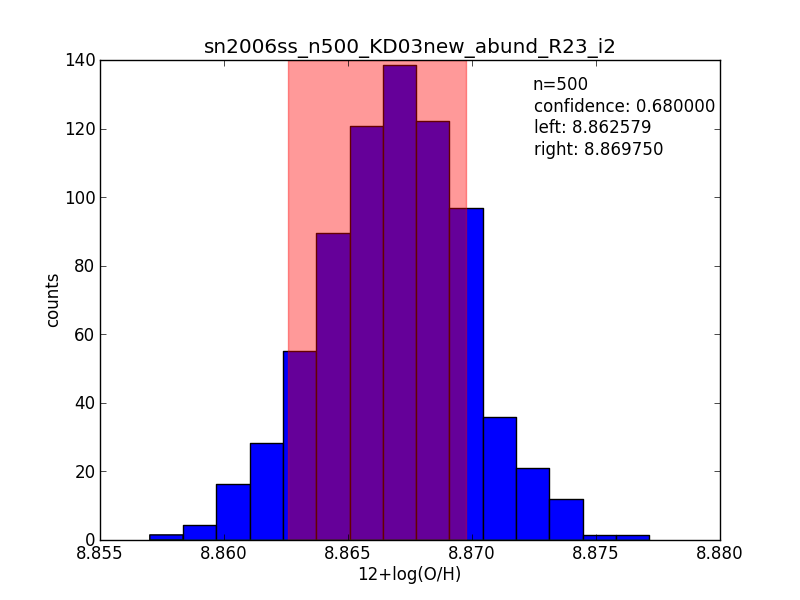 sn2006ss_n500_KD03new_abund_R23_i2
n=500
confidence: 0.680000
left: 8.862579
right: 8.869750
counts
140
120
100
80
60
40
20
0
8.855 8.860 8.865 8.870 8.875 8.880
12+log(O/H)